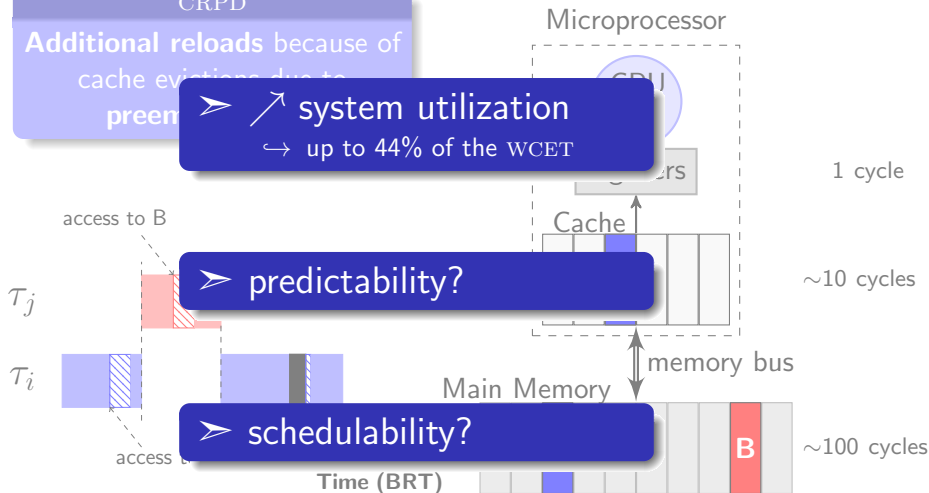 CRPD
Additional reloads because of
cache evictions due to
➢ ↗ system utilization
↪ up to 44% of the WCET
Microprocessor
1 cycle
Cache
access to B
➢ predictability?
~10 cycles
τj
τi
memory bus
Main Memory
➢ schedulability?
B
~100 cycles
access
Time (BRT)